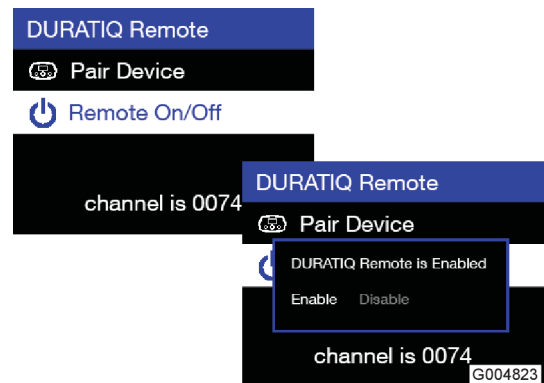 DURATIQ Remote
Pair Device
Remote On/Off
channel is 0074
DURATIQ Remote
Pair Device
DURATIQ Remote is Enabled
Enable Disable
channel is 0074
G004823